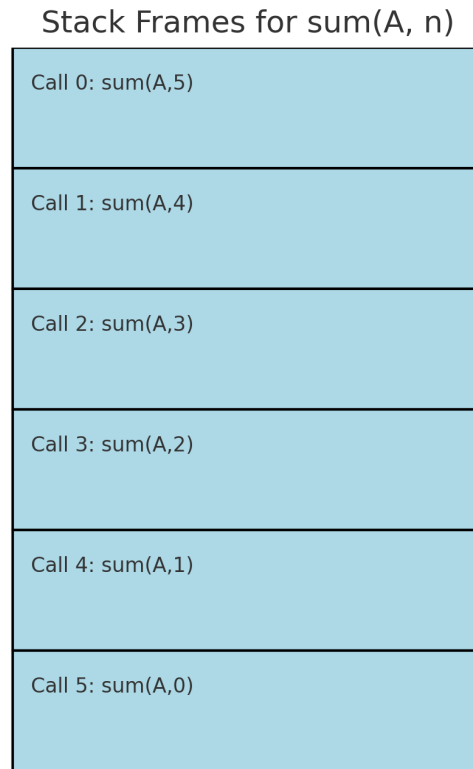 Stack Frames for sum(A, n)
Call 0: sum(A,5)
Call 1: sum(A,4)
Call 2: sum(A,3)
Call 3: sum(A,2)
Call 4: sum(A,1)
Call 5: sum(A,0)